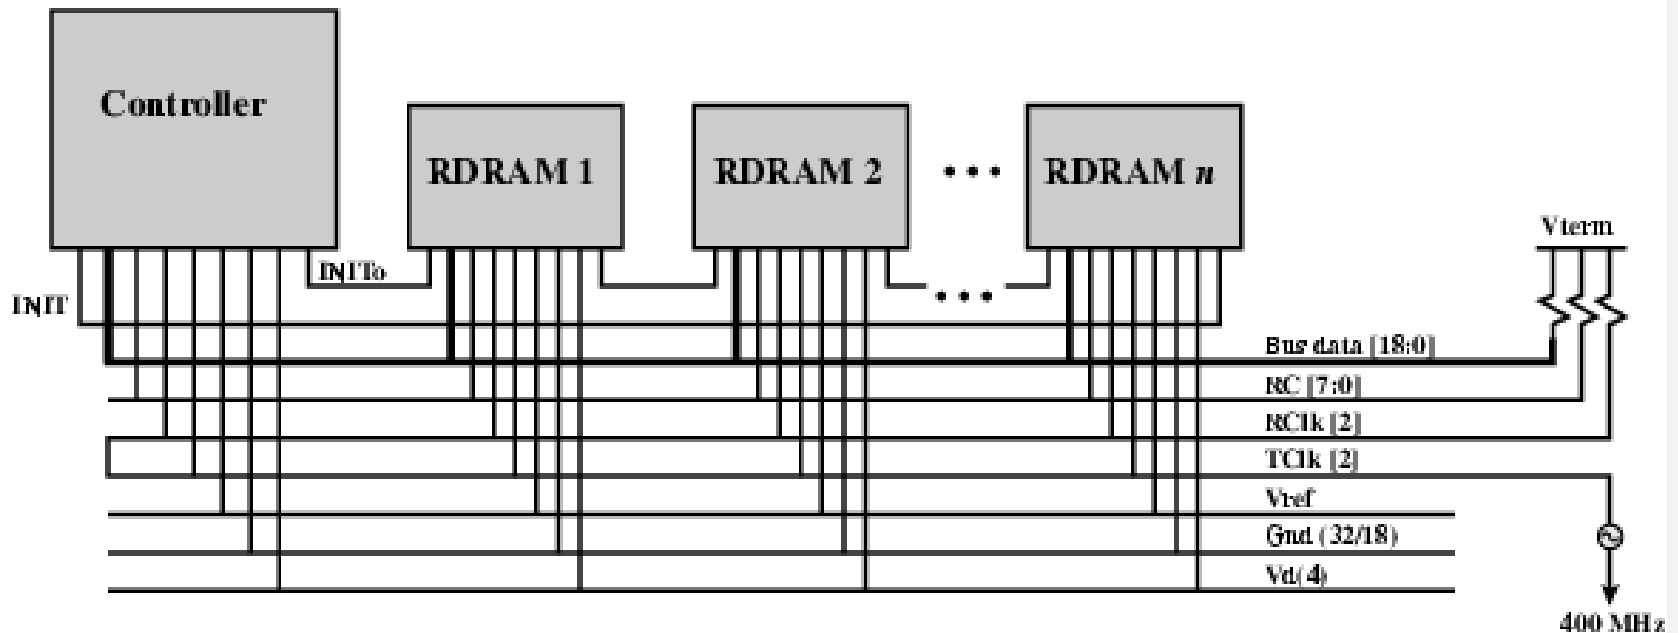 Controller
RDRAM 1
RDRAM 2
• • •
RDRAM n
Vterm
INITo
INIT
• • •
Bus data [18:0]
RC [7:0]
RClk [2]
TClk [2]
Vref
Gnd (32/18)
Vd(4)
400 MHz